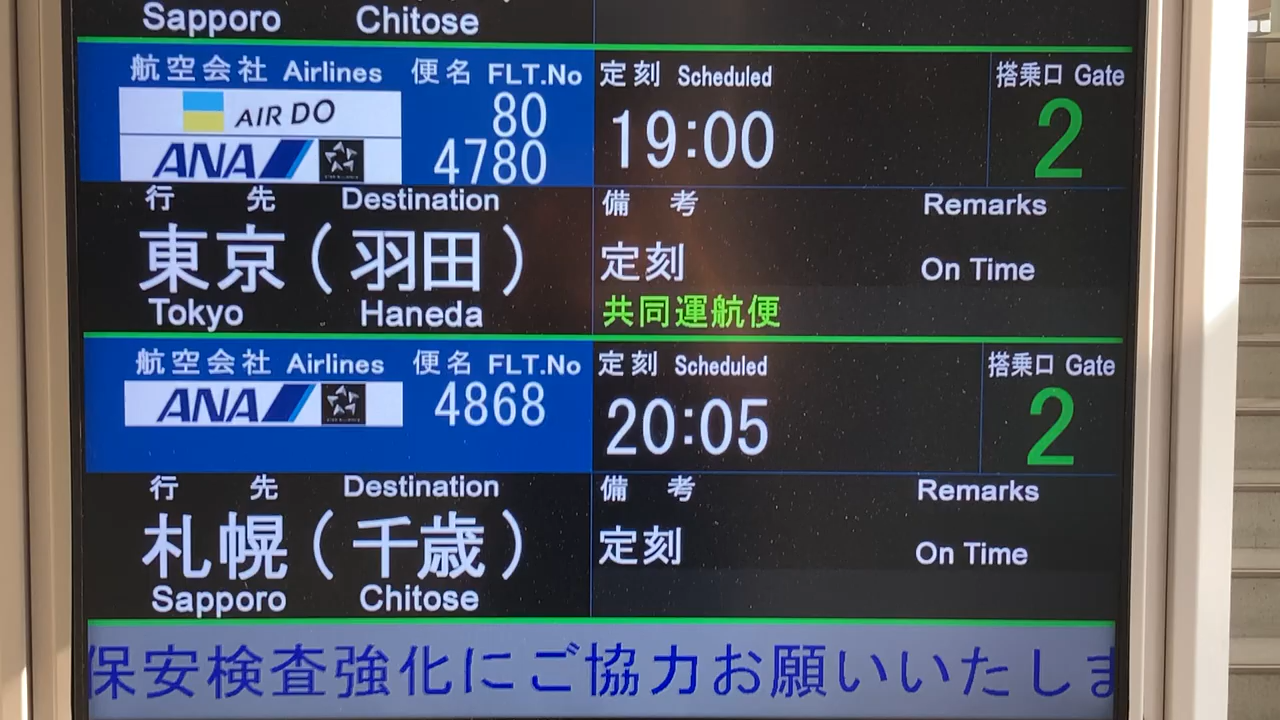 Sapporo Chitose
航空会社 Airlines 便名 FLT.No 定刻 Scheduled 搭乗口 Gate
AIR DO 80 19:00 2
ANA 4780
行先 Destination 備考 Remarks
東京(羽田) 定刻 On Time
Tokyo Haneda 共同運航便
航空会社 Airlines 便名 FLT.No 定刻 Scheduled 搭乗口 Gate
ANA 4868 20:05 2
行先 Destination 備考 Remarks
札幌(千歳) 定刻 On Time
Sapporo Chitose
保安検査強化にご協力お願いいたしま